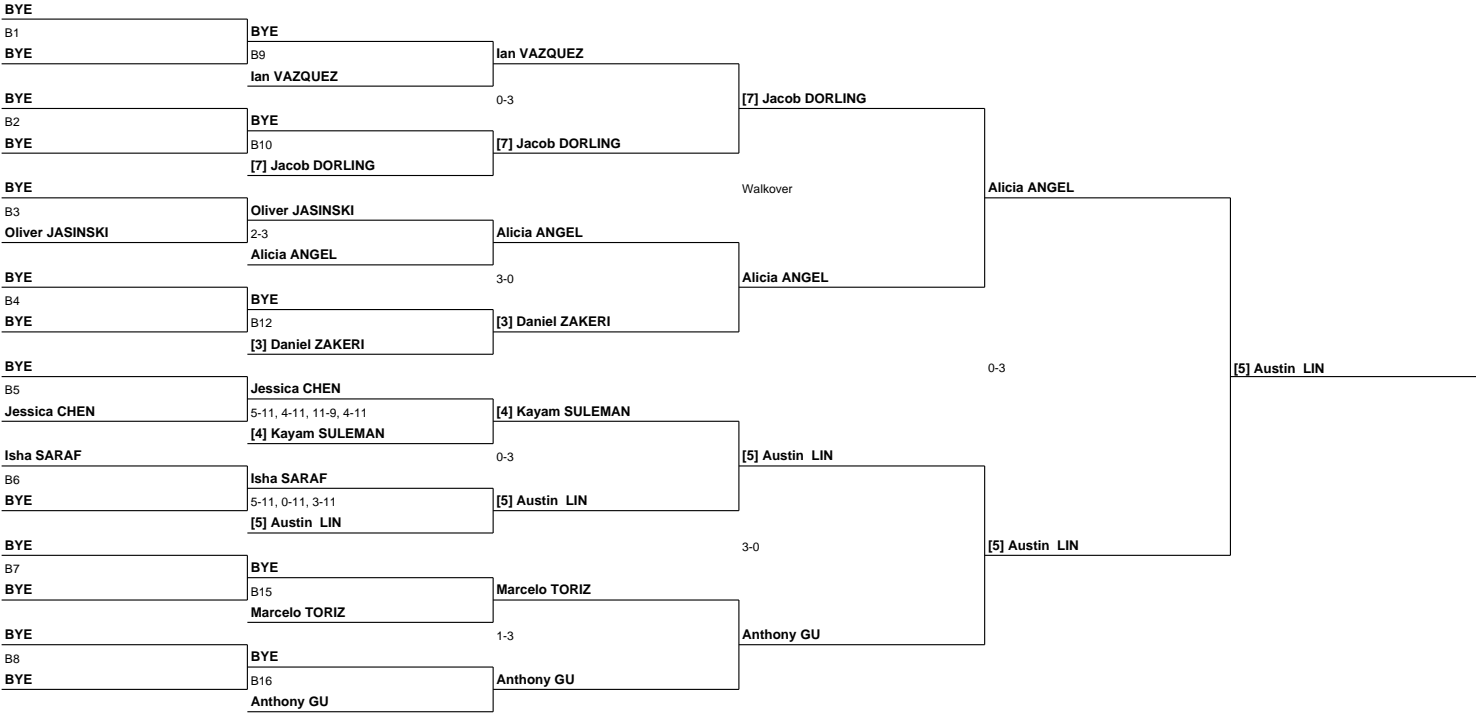 BYE
B1
BYE
BYE
B2
BYE
BYE
B3
Oliver JASINSKI
BYE
B4
BYE
BYE
B5
Jessica CHEN
Isha SARAF
B6
BYE
BYE
B7
BYE
BYE
B8
BYE
BYE
B9
Ian VAZQUEZ
BYE
B10
[7] Jacob DORLING
Oliver JASINSKI
2-3
Alicia ANGEL
BYE
B12
[3] Daniel ZAKERI
Jessica CHEN
5-11, 4-11, 11-9, 4-11
[4] Kayam SULEMAN
Isha SARAF
5-11, 0-11, 3-11
[5] Austin LIN
BYE
B15
Marcelo TORIZ
BYE
B16
Anthony GU
Ian VAZQUEZ
0-3
[7] Jacob DORLING
Alicia ANGEL
3-0
[3] Daniel ZAKERI
[4] Kayam SULEMAN
0-3
[5] Austin LIN
Marcelo TORIZ
1-3
Anthony GU
[7] Jacob DORLING
Walkover
Alicia ANGEL
[5] Austin LIN
3-0
Anthony GU
Alicia ANGEL
0-3
[5] Austin LIN
[5] Austin LIN